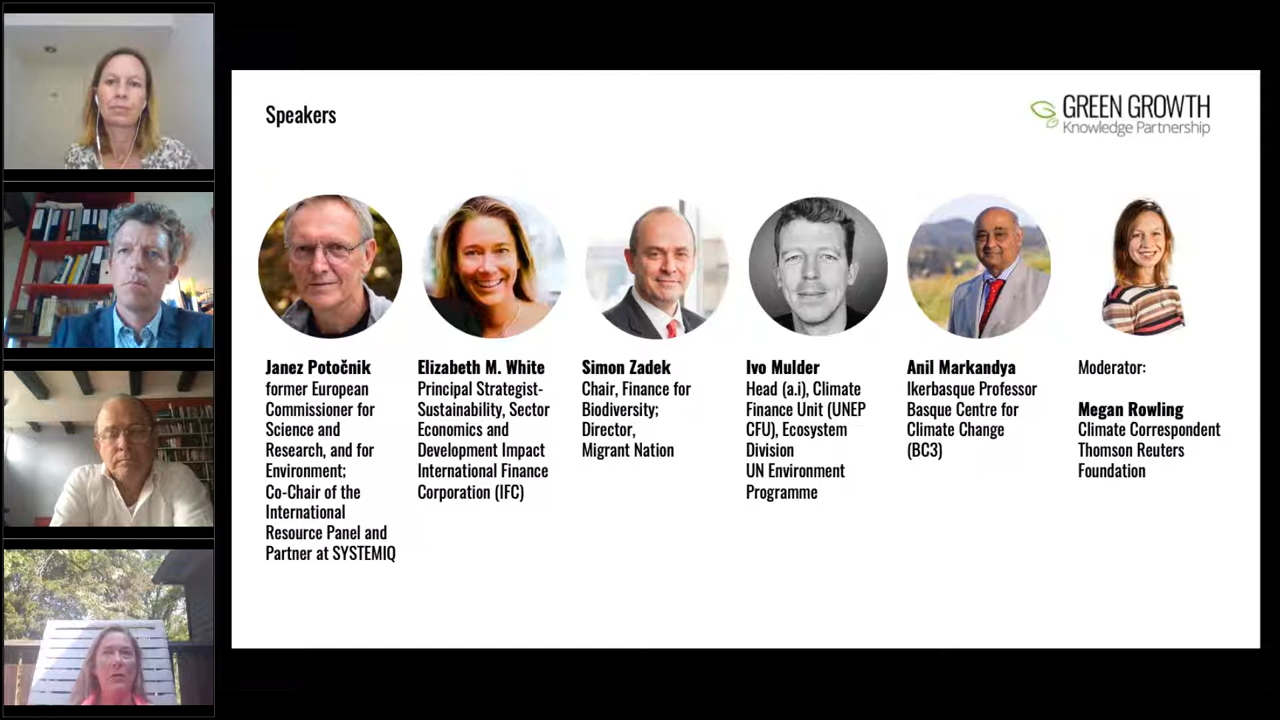 Speakers
GREEN GROWTH
Knowledge Partnership
Janez Potočnik
former European
Commissioner for
Science and
Research, and for
Environment;
Co-Chair of the
International
Resource Panel and
Partner at SYSTEMIQ
Elizabeth M. White
Principal Strategist-
Sustainability, Sector
Economics and
Development Impact
International Finance
Corporation (IFC)
Simon Zadek
Chair, Finance for
Biodiversity;
Director,
Migrant Nation
Ivo Mulder
Head (a.i), Climate
Finance Unit (UNEP
CFU), Ecosystem
Division
UN Environment
Programme
Anil Markandya
Ikerbasque Professor
Basque Centre for
Climate Change
(BC3)
Moderator:
Megan Rowling
Climate Correspondent
Thomson Reuters
Foundation